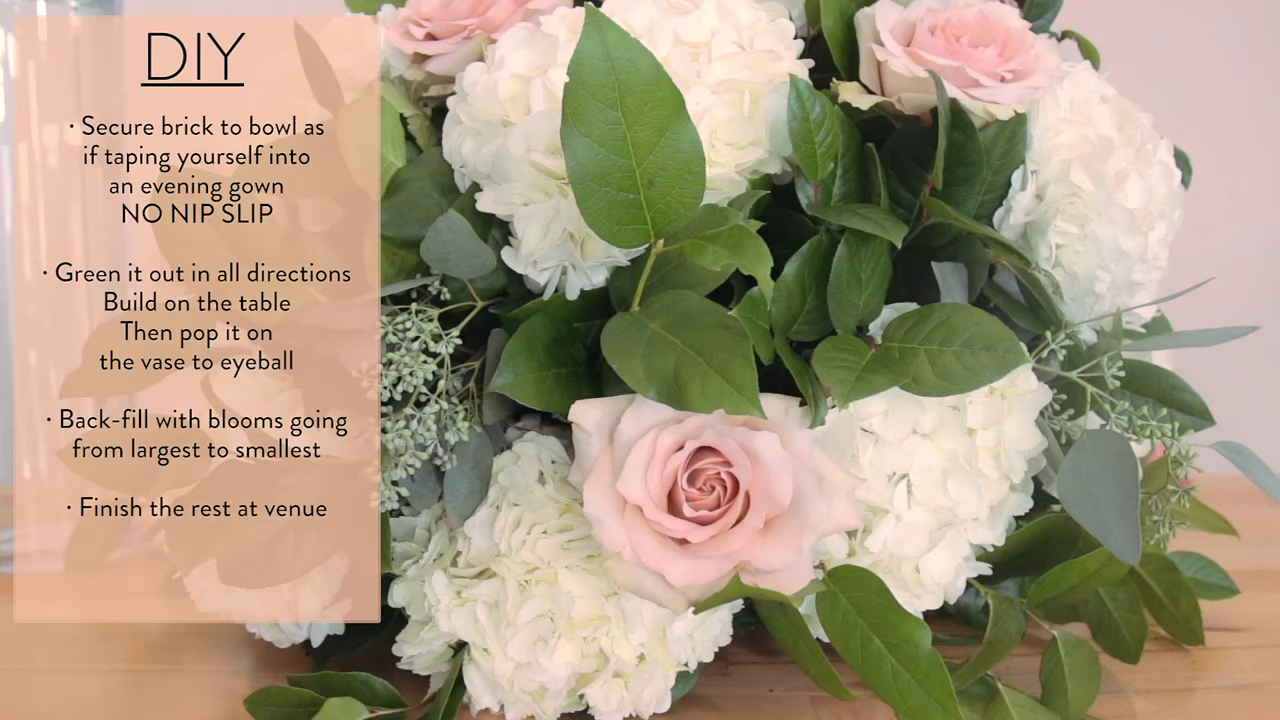 DIY
· Secure brick to bowl as
if taping yourself into
an evening gown
NO NIP SLIP
· Green it out in all directions
Build on the table
Then pop it on
the vase to eyeball
· Back-fill with blooms going
from largest to smallest
· Finish the rest at venue